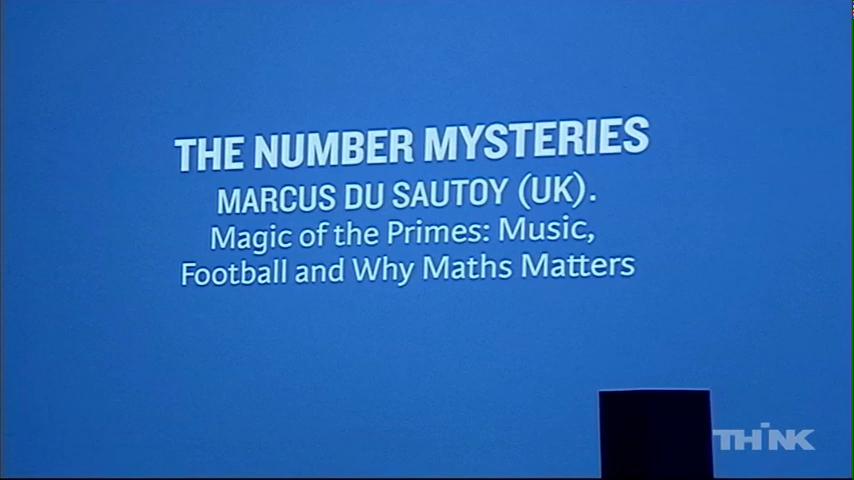 THE NUMBER MYSTERIES
MARCUS DU SAUTOY (UK).
Magic of the Primes: Music,
Football and Why Maths Matters
THINK